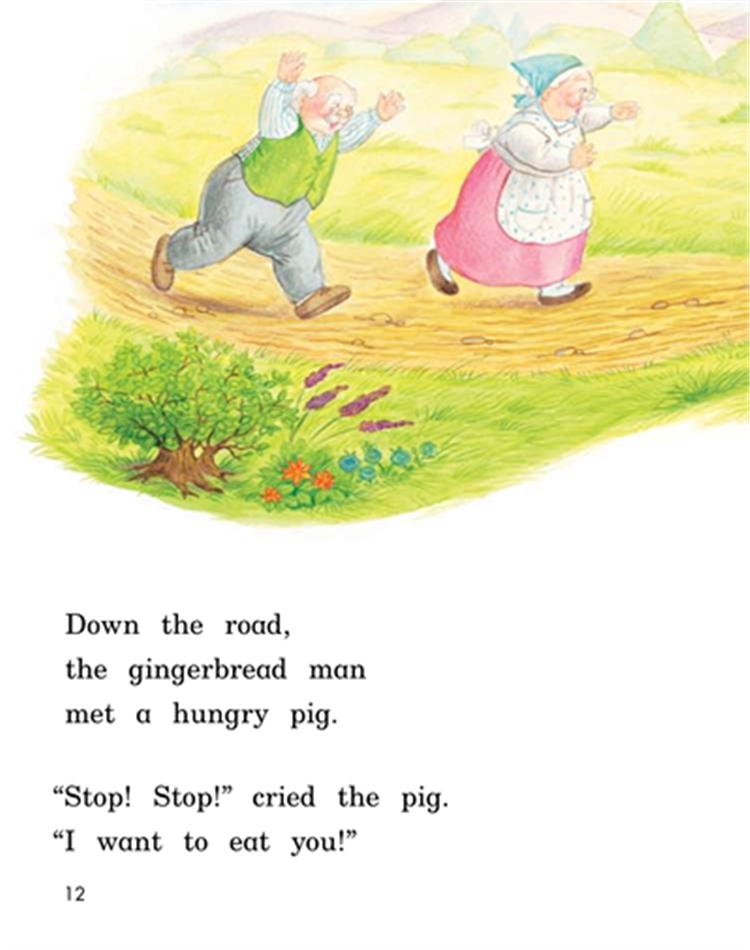 Down the road,
the gingerbread man
met a hungry pig.
“Stop! Stop!” cried the pig.
“I want to eat you!”
12